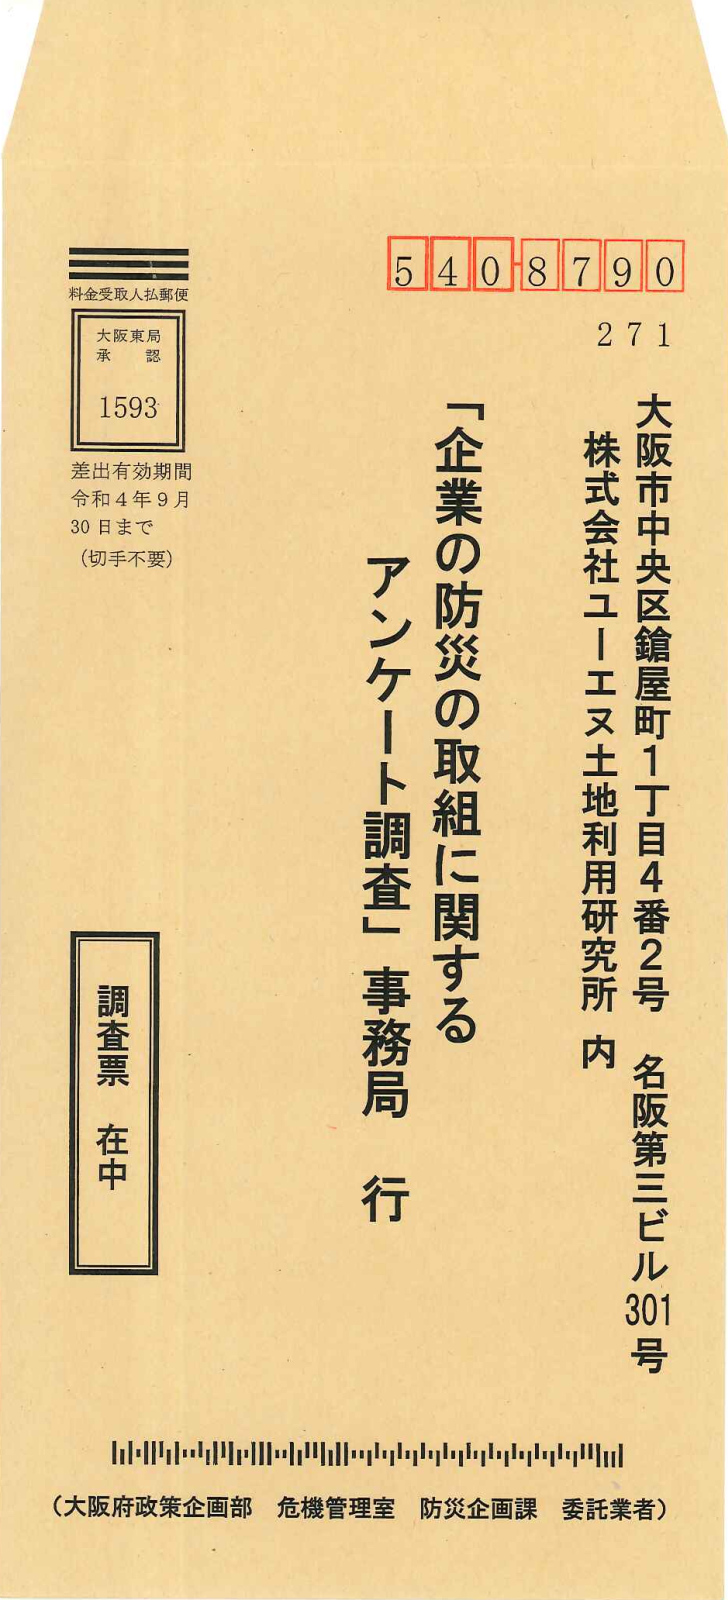 540-8790
271
大阪市中央区鎗屋町1丁目4番2号　名阪第三ビル301号
株式会社ユーエヌ土地利用研究所　内
「企業の防災の取組に関する
アンケート調査」事務局　行
料金受取人払郵便
大阪東局
承　認
1593
差出有効期間
令和4年9月
30日まで
（切手不要）
調査票　在中
（大阪府政策企画部　危機管理室　防災企画課　委託業者）